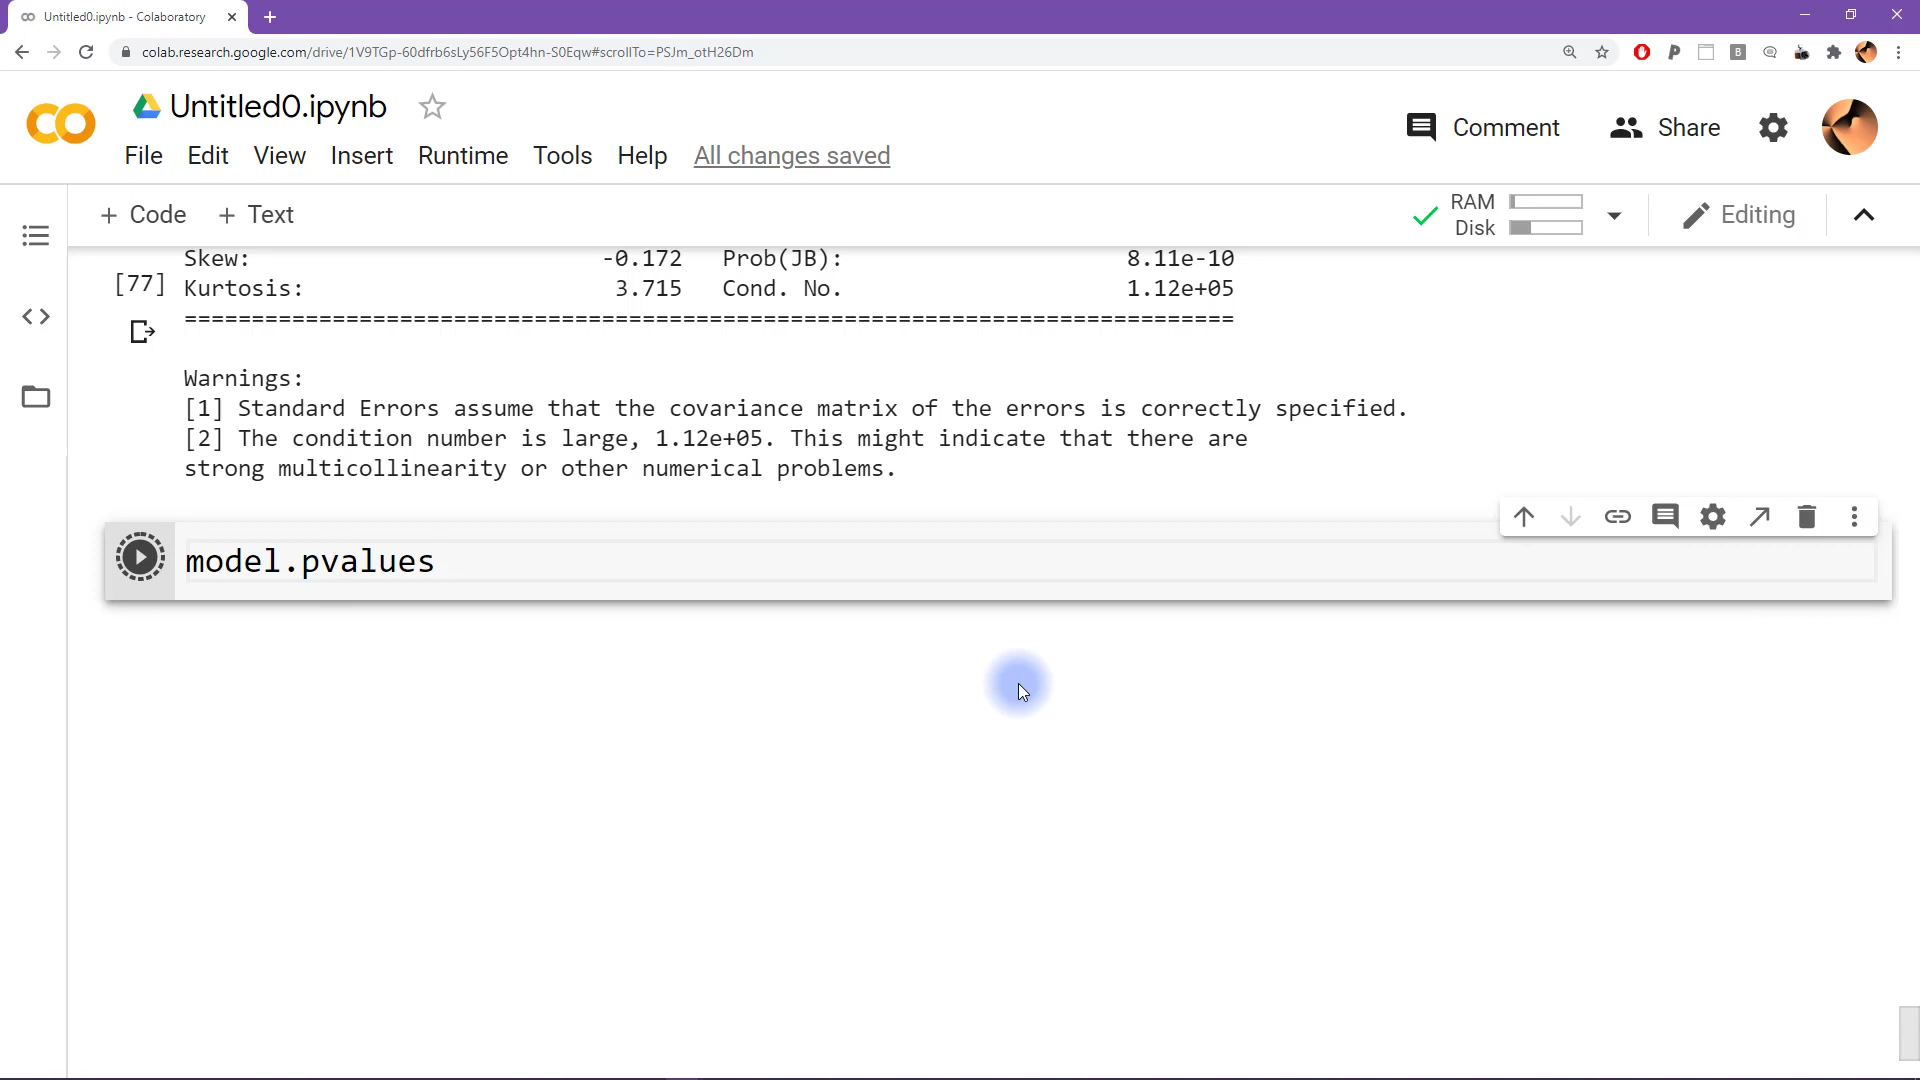 Untitled0.ipynb - Colaboratory
colab.research.google.com/drive/1V9TGp-60dfrb6sLy56F5Opt4hn-S0Eqw#scrollTo=PSJm_otH26Dm
Untitled0.ipynb
Comment
Share
File Edit View Insert Runtime Tools Help All changes saved
+ Code + Text
RAM
Disk
Editing
Skew: -0.172 Prob(JB): 8.11e-10
[77]
Kurtosis: 3.715 Cond. No. 1.12e+05
==============================================================================
Warnings:
[1] Standard Errors assume that the covariance matrix of the errors is correctly specified.
[2] The condition number is large, 1.12e+05. This might indicate that there are
strong multicollinearity or other numerical problems.
model.pvalues